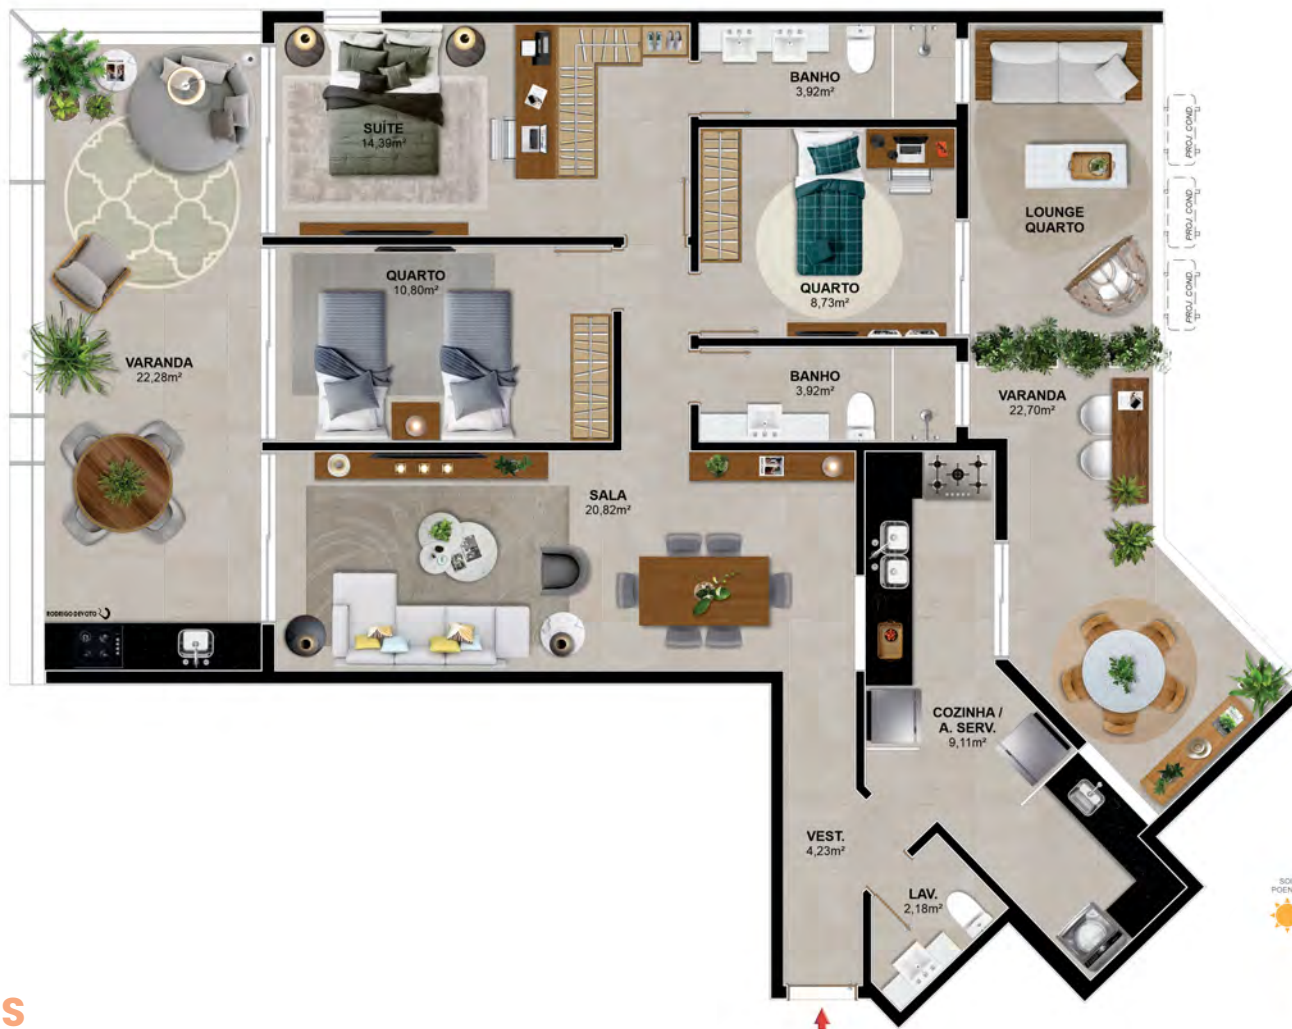 BANHO
3,92m²
SUÍTE
14,39m²
PROJ. COND.
LOUNGE
QUARTO
PROJ. COND.
QUARTO
10,80m²
QUARTO
8,73m²
PROJ. COND.
VARANDA
22,28m²
BANHO
3,92m²
VARANDA
22,70m²
SALA
20,82m²
RODRIGO DEVOTO
COZINHA /
A. SERV.
9,11m²
VEST.
4,23m²
LAV.
2,18m²
S